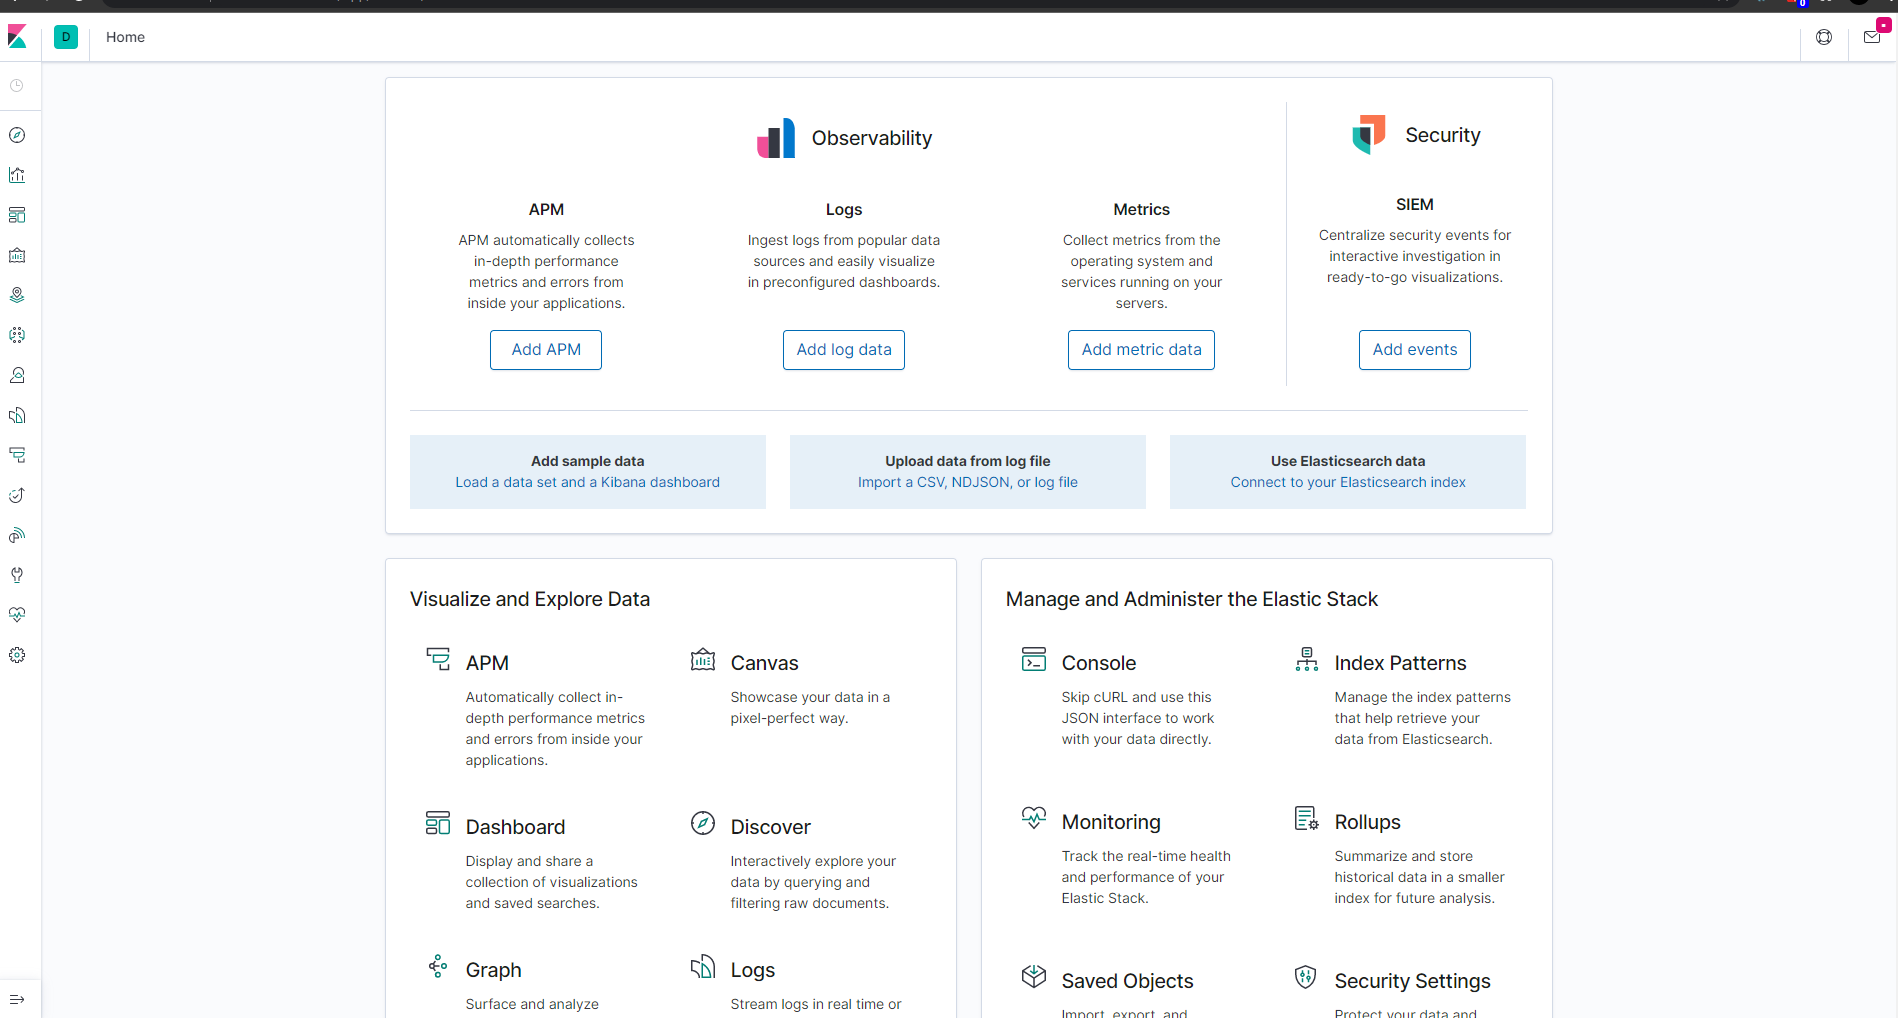 0
D
Home
Observability
Security
APM
APM automatically collects
in-depth performance
metrics and errors from
inside your applications.
Add APM
Logs
Ingest logs from popular data
sources and easily visualize
in preconfigured dashboards.
Add log data
Metrics
Collect metrics from the
operating system and
services running on your
servers.
Add metric data
SIEM
Centralize security events for
interactive investigation in
ready-to-go visualizations.
Add events
Add sample data
Load a data set and a Kibana dashboard
Upload data from log file
Import a CSV, NDJSON, or log file
Use Elasticsearch data
Connect to your Elasticsearch index
Visualize and Explore Data
APM
Automatically collect in-
depth performance metrics
and errors from inside your
applications.
Canvas
Showcase your data in a
pixel-perfect way.
Dashboard
Display and share a
collection of visualizations
and saved searches.
Discover
Interactively explore your
data by querying and
filtering raw documents.
Graph
Surface and analyze
Logs
Stream logs in real time or
Manage and Administer the Elastic Stack
Console
Skip cURL and use this
JSON interface to work
with your data directly.
Index Patterns
Manage the index patterns
that help retrieve your
data from Elasticsearch.
Monitoring
Track the real-time health
and performance of your
Elastic Stack.
Rollups
Summarize and store
historical data in a smaller
index for future analysis.
Saved Objects
Import, export, and
Security Settings
Protect your data and